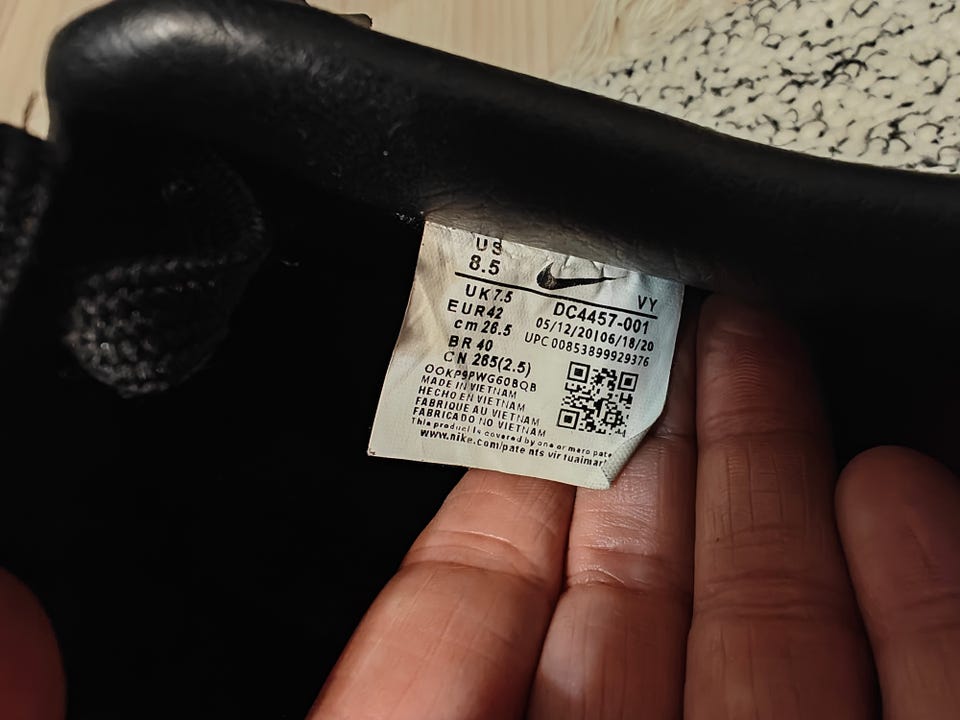 US
8.5
UK 7.5
EUR 42
cm 26.5
BR 40
CN 265(2.5)
VY
DC4457-001
05/12/20106/18/20
UPC 00853899929376
OOKP9PWG60BQB
MADE IN VIETNAM
HECHO EN VIETNAM
FABRIQUE AU VIETNAM
FABRICADO NO VIETNAM
This product is covered by one or more pate
www.nike.com/pate nts vir tuaimar